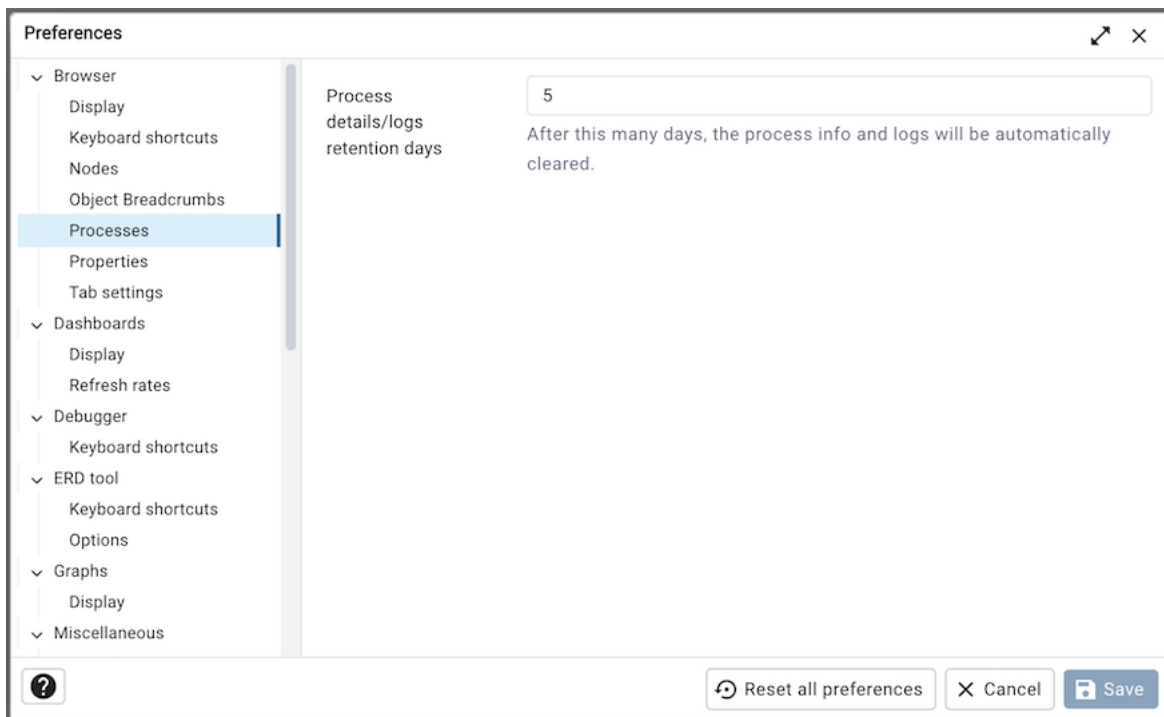 Preferences
Browser
Display
Keyboard shortcuts
Nodes
Object Breadcrumbs
Processes
Properties
Tab settings
Dashboards
Display
Refresh rates
Debugger
Keyboard shortcuts
ERD tool
Keyboard shortcuts
Options
Graphs
Display
Miscellaneous
Process
details/logs
retention days
5
After this many days, the process info and logs will be automatically
cleared.
?
Reset all preferences
Cancel
Save